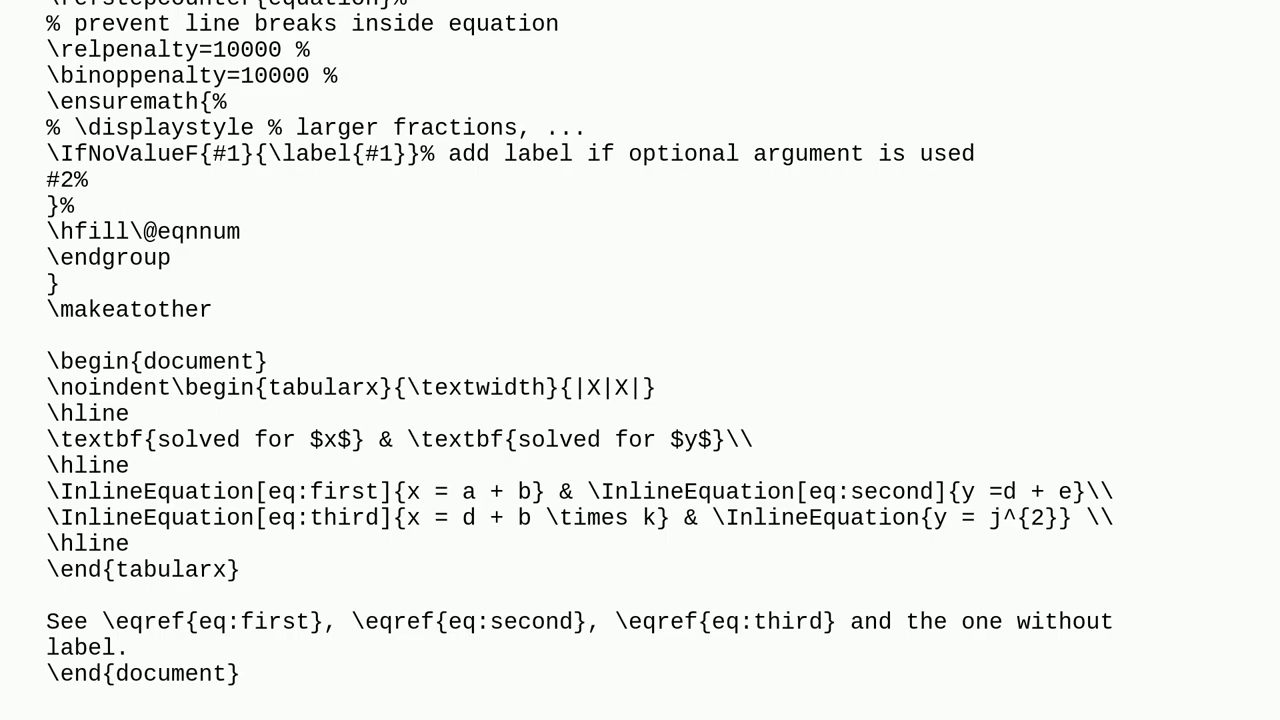 \refstepcounter{equation}%
% prevent line breaks inside equation
\relpenalty=10000 %
\binoppenalty=10000 %
\ensuremath{%
% \displaystyle % larger fractions, ...
\IfNoValueF{#1}{\label{#1}}% add label if optional argument is used
#2%
}%
\hfill\@eqnnum
\endgroup
}
\makeatother

\begin{document}
\noindent\begin{tabularx}{\textwidth}{|X|X|}
\hline
\textbf{solved for $x$} & \textbf{solved for $y$}\\
\hline
\InlineEquation[eq:first]{x = a + b} & \InlineEquation[eq:second]{y =d + e}\\
\InlineEquation[eq:third]{x = d + b \times k} & \InlineEquation{y = j^{2}} \\
\hline
\end{tabularx}

See \eqref{eq:first}, \eqref{eq:second}, \eqref{eq:third} and the one without
label.
\end{document}